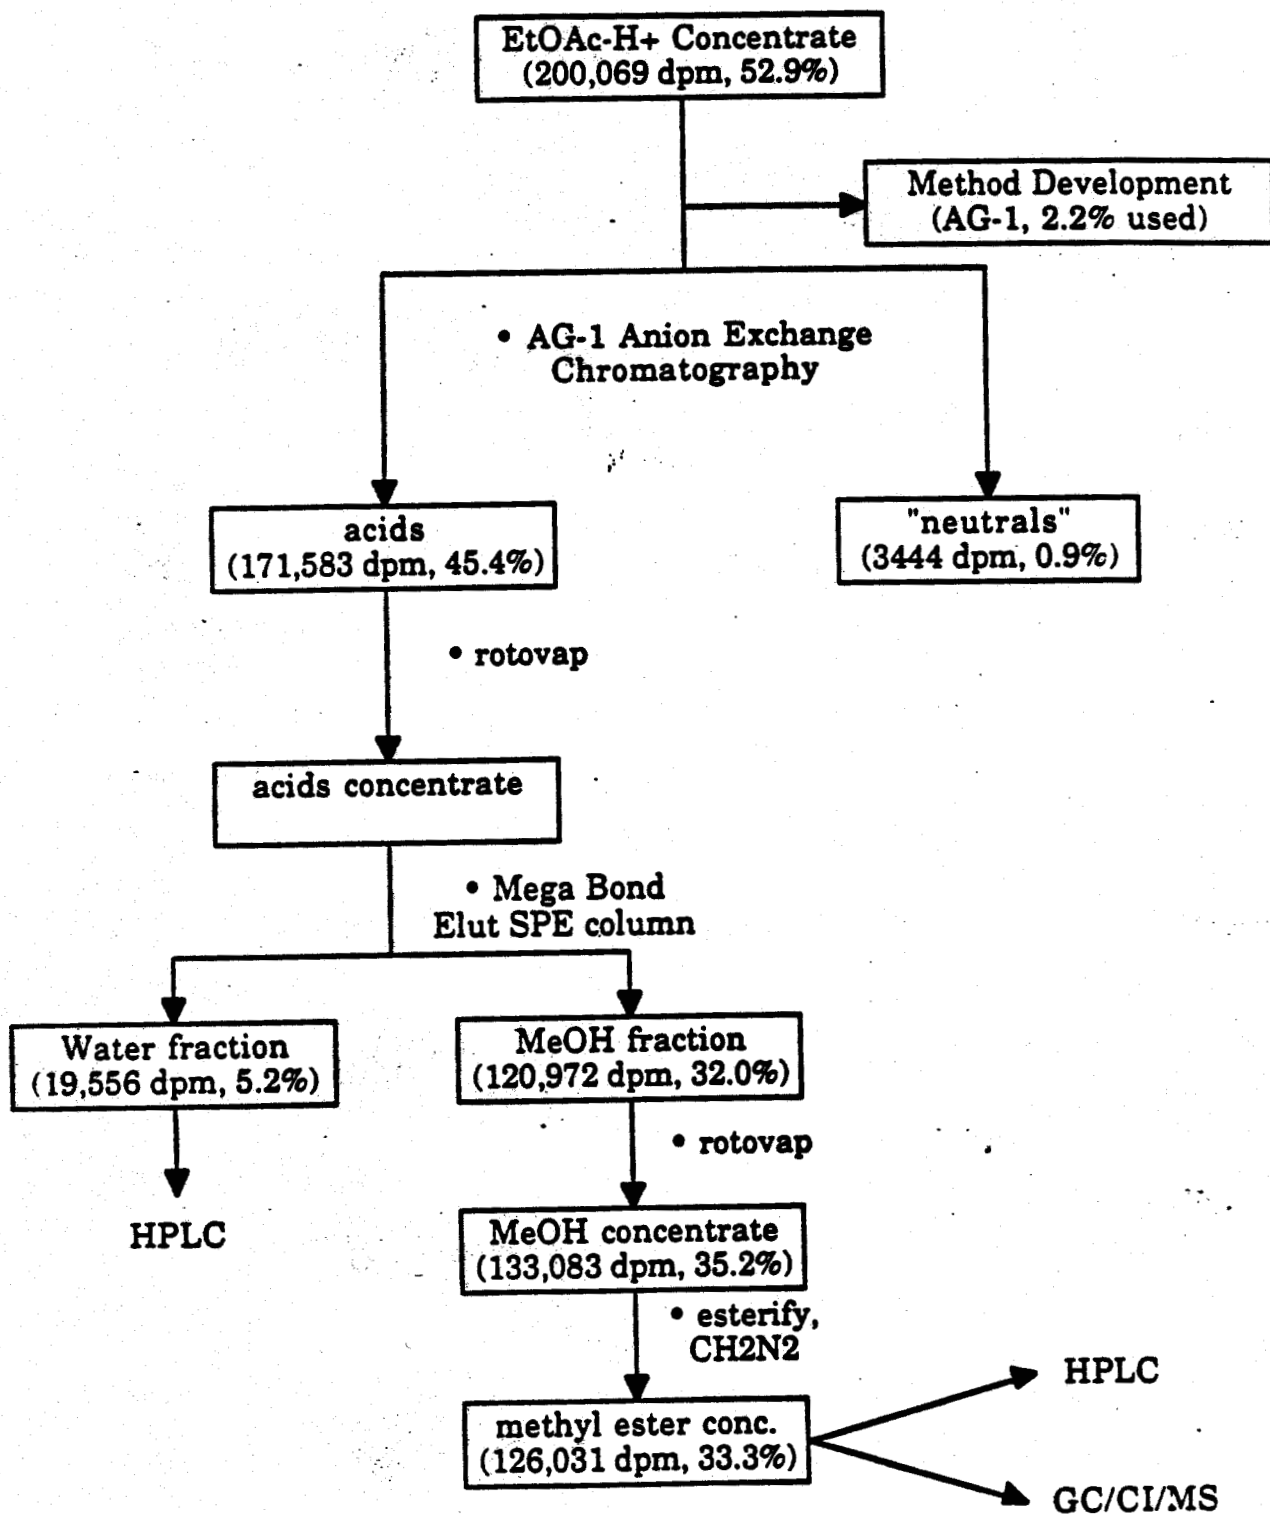 EtOAc-H+ Concentrate
(200,069 dpm, 52.9%)
Method Development
(AG-1, 2.2% used)
• AG-1 Anion Exchange
Chromatography
acids
(171,583 dpm, 45.4%)
"neutrals"
(3444 dpm, 0.9%)
• rotovap
acids concentrate
• Mega Bond
Elut SPE column
Water fraction
(19,556 dpm, 5.2%)
MeOH fraction
(120,972 dpm, 32.0%)
• rotovap
HPLC
MeOH concentrate
(133,083 dpm, 35.2%)
• esterify,
CH2N2
HPLC
methyl ester conc.
(126,031 dpm, 33.3%)
GC/CI/MS